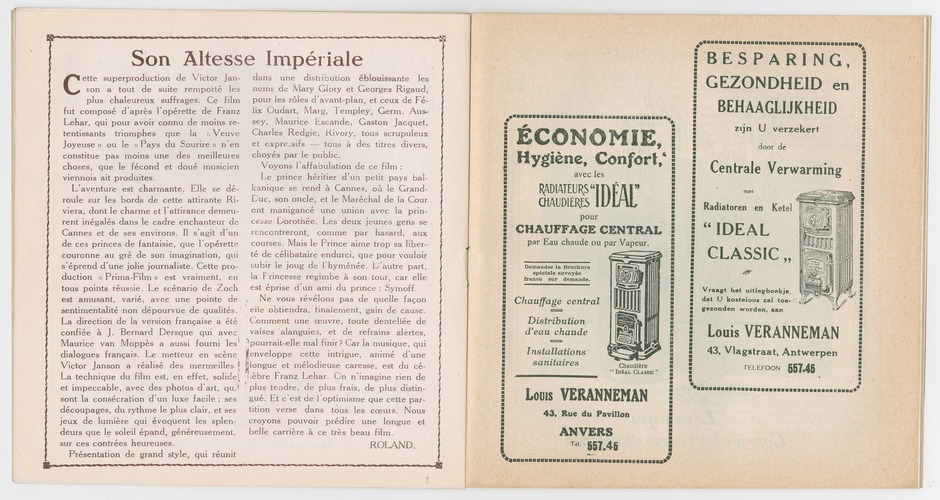 Son Altesse Impériale
Cette superproduction de Victor Jan-
son a tout de suite remporté les
plus chaleureux suffrages. Ce film
fut composé d'après l'opérette de Franz
Lehar, qui pour avoir connu de moins re-
tentissants triomphes que la « Veuve
Joyeuse » ou le « Pays du Sourire » n'en
constitue pas moins une des meilleures
choses, que le fécond et doué musicien
viennois ait produites.
L'aventure est charmante. Elle se dé-
roule sur les bords de cette attirante Ri-
viera, dont le charme et l'attirance demeu-
rent inégalés dans le cadre enchanteur de
Cannes et de ses environs. Il s'agit d'un
de ces princes de fantaisie, que l'opérette
couronne au gré de son imagination, qui
s'éprend d'une jolie journaliste. Cette pro-
duction « Prima-Film » est vraiment en
tous points réussie. Le scénario de Zoch
est amusant, varié, avec une pointe de
sentimentalité non dépourvue de qualités.
La direction de la version française a été
confiée à J. Bernard Dersque qui avec
Maurice van Moppès a aussi fourni les
dialogues français. Le metteur en scène
Victor Janson a réalisé des mermeilles !
La technique du film est, en effet, solide
et impeccable, avec des photos d'art, qui
sont la consécration d'un luxe facile ; ses
découpages, du rythme le plus clair, et ses
jeux de lumière qui évoquent les splen-
deurs que le soleil épand, généreusement,
sur ces contrées heureuses.
Présentation de grand style, qui réunit
dans une distribution éblouissante les
noms de Mary Glory et Georges Rigaud,
pour les rôles d'avant-plan, et ceux de Fé-
lix Oudart, Marg. Templey, Germ. Aus-
sey, Maurice Escande, Gaston Jacquet,
Charles Redgie, Rivory, tous scrupuleux
et expressifs — tous à des titres divers,
choyés par le public.
Voyons l'affabulation de ce film :
Le prince héritier d'un petit pays bal-
kanique se rend à Cannes, où le Grand-
Duc, son oncle, et le Maréchal de la Cour
ont manigancé une union avec la prin-
cesse Dorothée. Les deux jeunes gens se
rencontreront, comme par hasard, aux
courses. Mais le Prince aime trop sa liber-
té de célibataire endurci, que pour vouloir
subir le joug de l'hyménée. D'autre part,
la Princesse regimbe à son tour, car elle
est éprise d'un ami du prince : Symoff.
Ne vous révélons pas de quelle façon
elle obtiendra, finalement, gain de cause.
Comment une œuvre, toute dentellée de
valses alanguies, et de refrains alertes,
pourrait-elle mal finir ? Car la musique, qui
enveloppe cette intrigue, animé d'une
longue et mélodieuse caresse, est du cé-
lèbre Franz Lehar. On n'imagine rien de
plus tendre, de plus frais, de plus distin-
gué. Et c'est de l'optimisme que cette par-
tition verse dans tous les cœurs. Nous
croyons pouvoir prédire une longue et
belle carrière à ce très beau film.
ROLAND.
ÉCONOMIE,
Hygiène, Confort,
avec les
RADIATEURS CHAUDIÈRES "IDÉAL"
pour
CHAUFFAGE CENTRAL
par Eau chaude ou par Vapeur.
Demandez la Brochure
spéciale envoyée
franco sur demande.
Chauffage central
Distribution
d'eau chaude
Installations
sanitaires
Chaudière
"IDEAL CLASSIC"
Louis VERANNEMAN
43, Rue du Pavillon
ANVERS
Tél. 557.46
BESPARING,
GEZONDHEID en
BEHAAGLIJKHEID
zijn U verzekert
door de
Centrale Verwarming
met
Radiatoren en Ketel
" IDEAL
CLASSIC „
Vraagt het uitlegboekje,
dat U kosteloos zal toe-
gezonden worden, aan
Louis VERANNEMAN
43, Vlagstraat, Antwerpen
TELEFOON 557.46